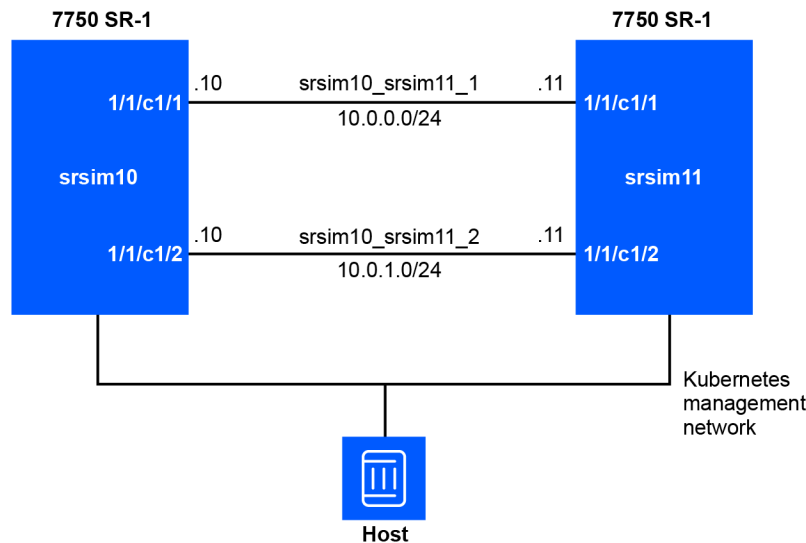 7750 SR-1
7750 SR-1
.10
srsim10_srsim11_1
.11
1/1/c1/1
10.0.0.0/24
1/1/c1/1
srsim10
srsim11
.10
srsim10_srsim11_2
.11
1/1/c1/2
10.0.1.0/24
1/1/c1/2
Kubernetes
management
network
Host